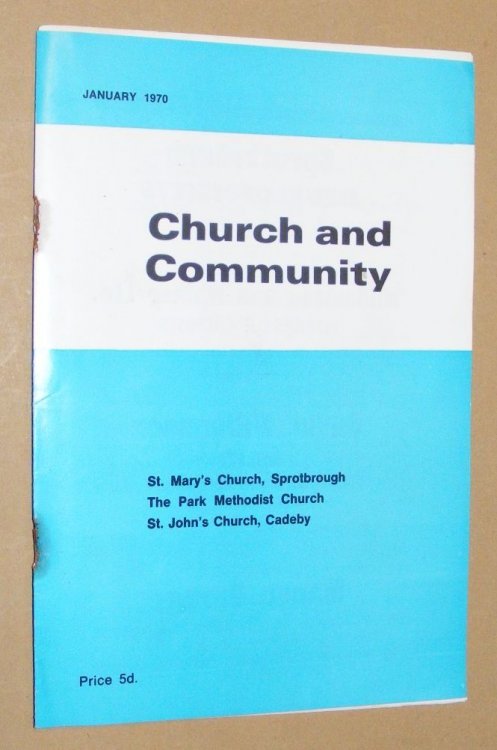 JANUARY 1970
Church and
Community
St. Mary's Church, Sprotbrough
The Park Methodist Church
St. John's Church, Cadeby
Price 5d.